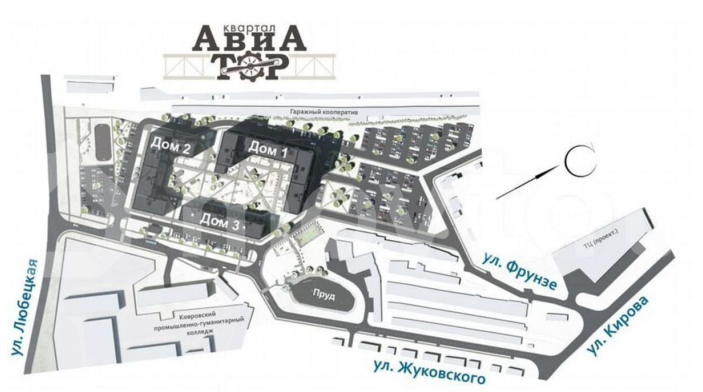 квартал
АВИА
ТОР
Гаражный кооператив
Дом 2
Дом 1
Дом 3
С
ТЦ (проект.)
ул. Фрунзе
ул. Кирова
Пруд
ул. Любецкая
Ковровский
промышленно-гуманитарный
колледж
ул. Жуковского